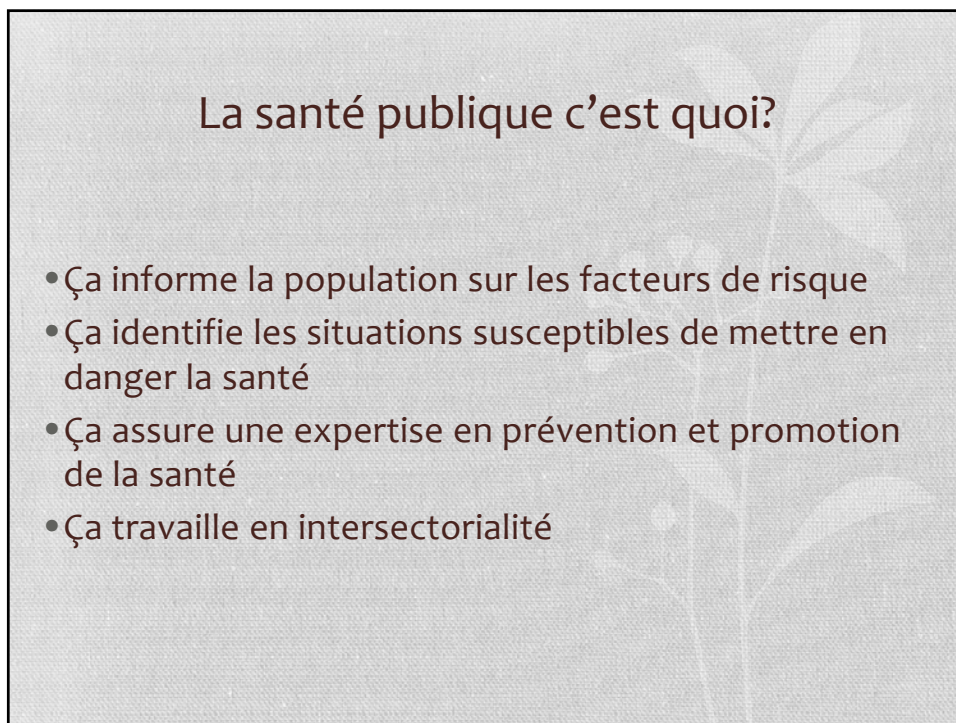 La santé publique c’est quoi?
•Ça informe la population sur les facteurs de risque
•Ça identifie les situations susceptibles de mettre en
danger la santé
•Ça assure une expertise en prévention et promotion
de la santé
•Ça travaille en intersectorialité